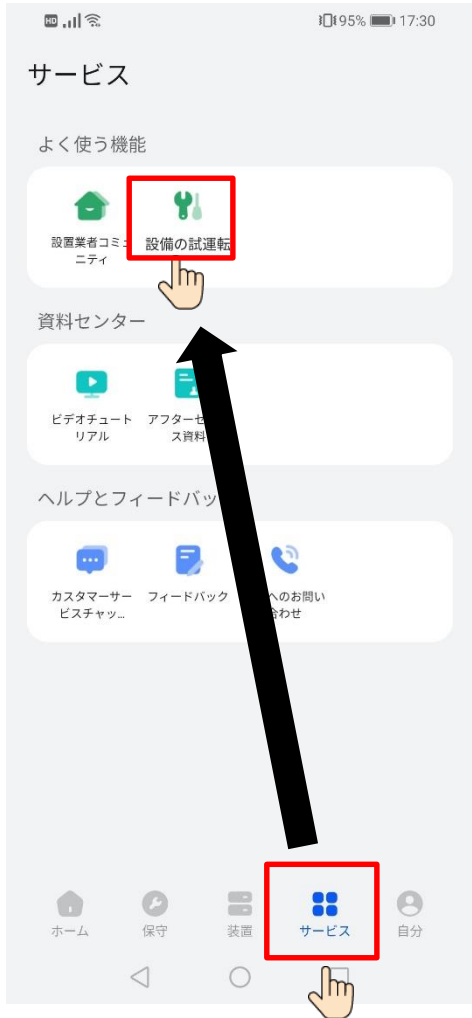 HD 95% 17:30
サービス
よく使う機能
設置業者コミュ
ニティ
設備の試運転
資料センター
ビデオチュート
リアル
ス資料
ヘルプとフィードバッ
カスタマーサー
ビスチャッ...
フィードバック
へのお問い
合わせ
ホーム
保守
装置
サービス
自分